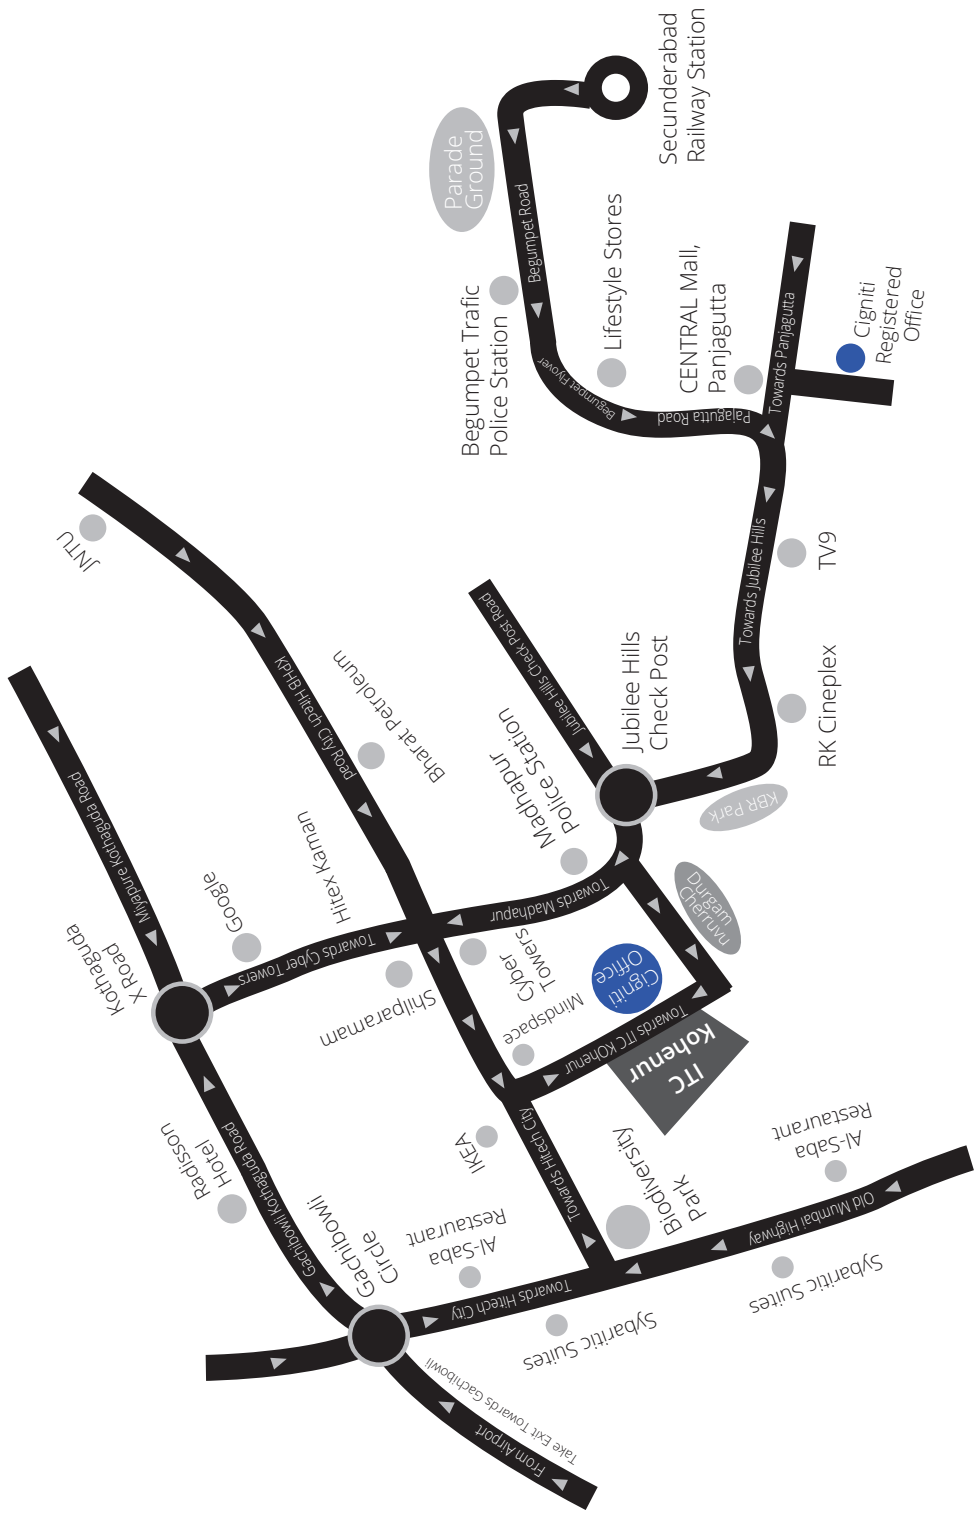 Secunderabad
Railway Station
Parade
Ground
Begumpet Road
Begumpet Trafic
Police Station
Lifestyle Stores
Begumpet Flyover
CENTRAL Mall,
Panjagutta
Pajagutta Road
Towards Panjagutta
Cigniti
Registered
Office
Towards Jubilee Hills
TV9
RK Cineplex
KBR Park
Jubilee Hills
Check Post
Jubile Hills Check Post Road
Madhapur
Police Station
Towards Madhapur
Durgam
Cherruvu
Cigniti
Office
Towards ITC KOhenur
ITC
Kohenur
Mindspace
Cyber
Towers
Shilparamam
JNTU
KPHB Hitech City Roed
Bharat Petroleum
Hitex Kaman
Google
Towards Cyber Towers
Miyapure Kothaguda Road
Kothaguda
X Road
Radisson
Hotel
Gachibowli Kothaguda Road
Gachibowli
Circle
IKEA
Towards Hitech City
Al-Saba
Restaurant
Towards Hitech City
Biodiversity
Park
Al-Saba
Restaurant
Old Mumbai Highway
Sybaritic Suites
Sybaritic Suites
Take Exit Towards Gachibowli
From Airport